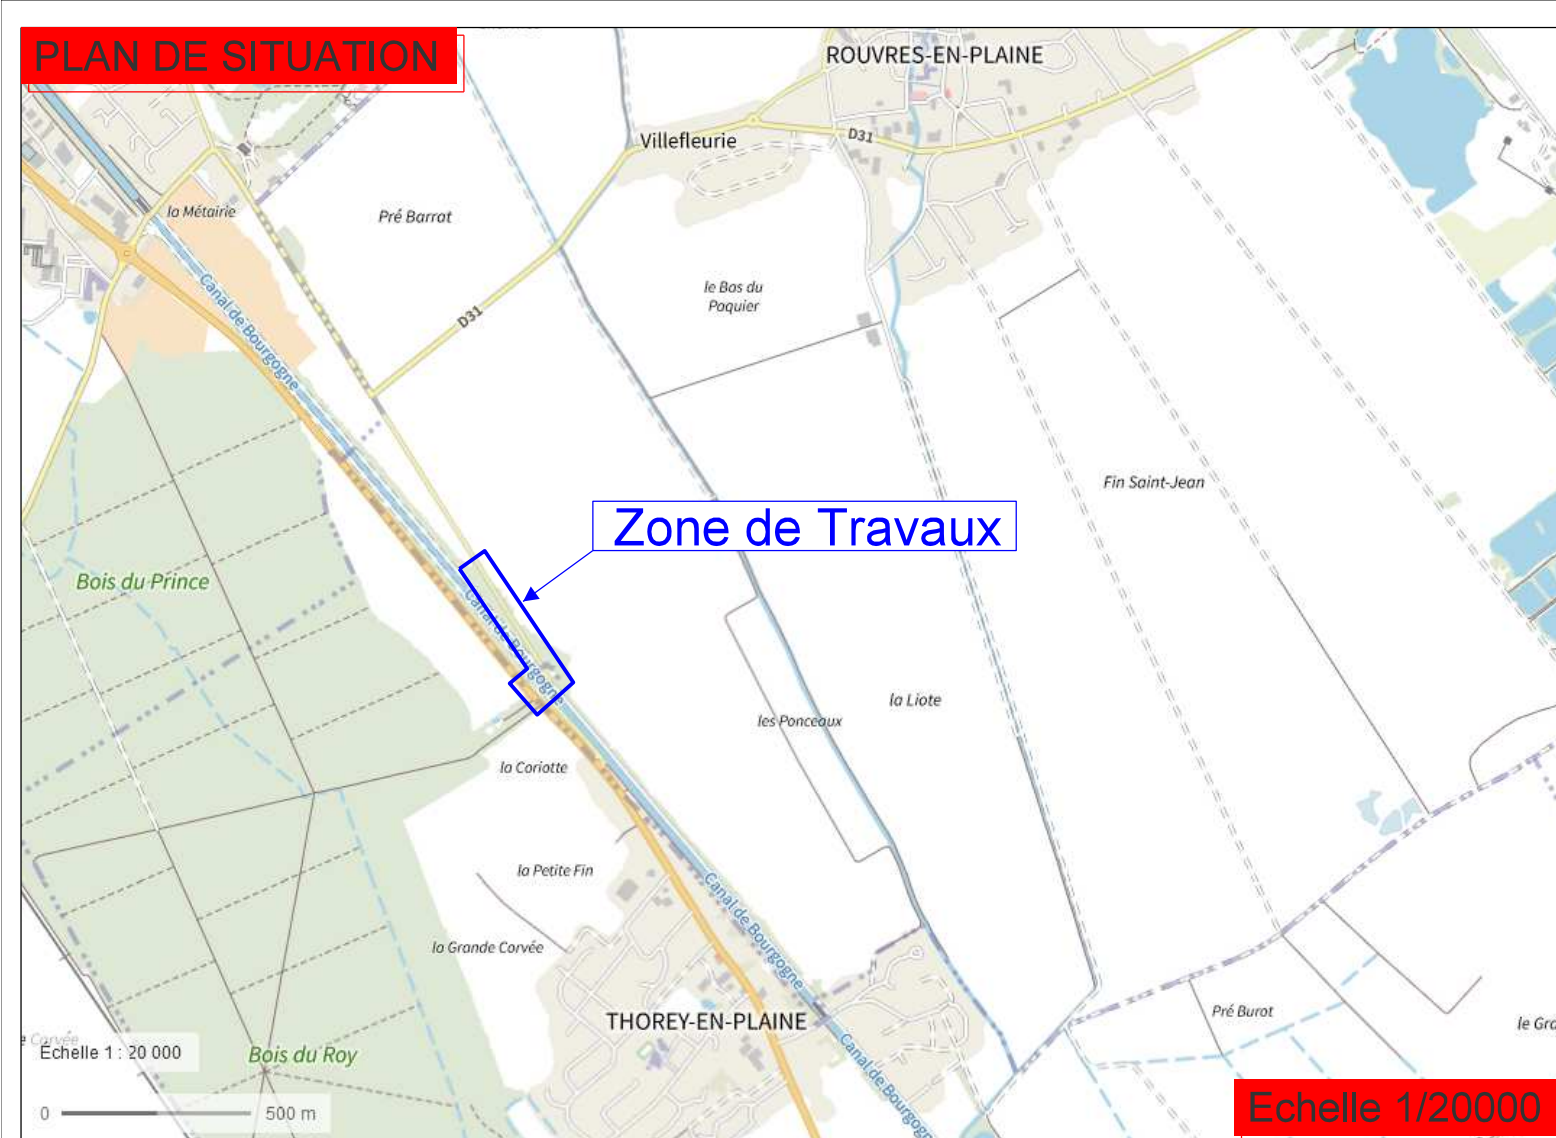 PLAN DE SITUATION
ROUVRES-EN-PLAINE
Villefleurie
D31
la Métairie
Pré Barrat
le Bas du
Paquier
Canal de Bourgogne
D31
Fin Saint-Jean
Zone de Travaux
Bois du Prince
Canal de Bourgogne
la Liote
les Ponceaux
la Coriotte
la Petite Fin
Canal de Bourgogne
la Grande Corvée
THOREY-EN-PLAINE
Pré Burot
le Gra
Corvée
Échelle 1 : 20 000
Bois du Roy
Canal de Bourgogne
0 500 m
Echelle 1/20000